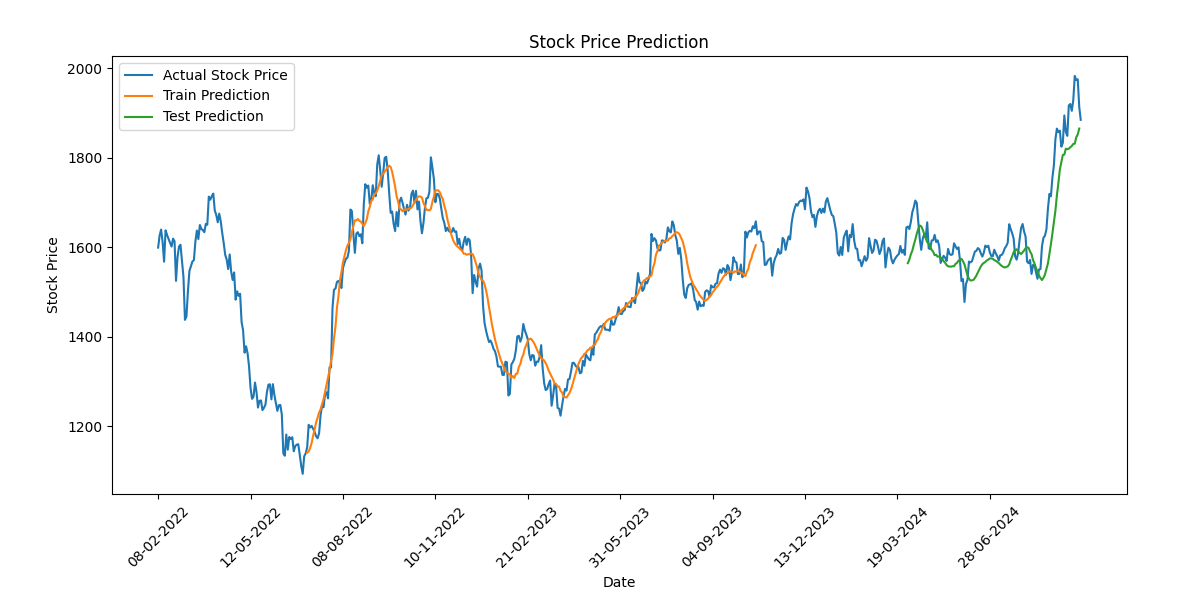 Stock Price Prediction
Actual Stock Price
Train Prediction
Test Prediction
2000
1800
1600
1400
1200
Stock Price
08-02-2022
12-05-2022
08-08-2022
10-11-2022
21-02-2023
31-05-2023
04-09-2023
13-12-2023
19-03-2024
28-06-2024
Date